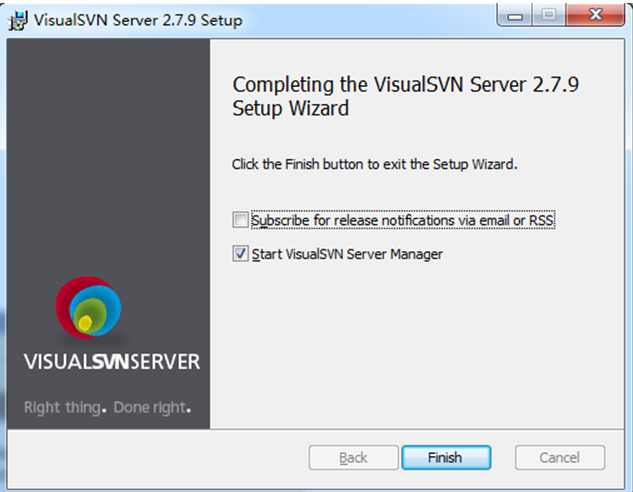 VisualSVN Server 2.7.9 Setup
Completing the VisualSVN Server 2.7.9
Setup Wizard
Click the Finish button to exit the Setup Wizard.
Subscribe for release notifications via email or RSS
Start VisualSVN Server Manager
VISUALSVNSERVER
Right thing. Done right.
Back
Finish
Cancel